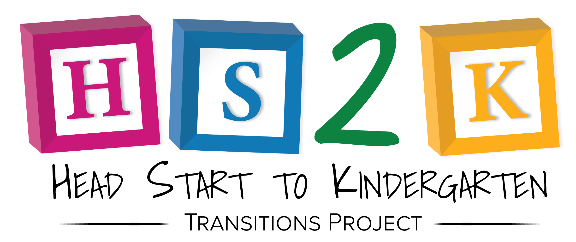 HS2K
HEAD START TO KINDERGARTEN
TRANSITIONS PROJECT